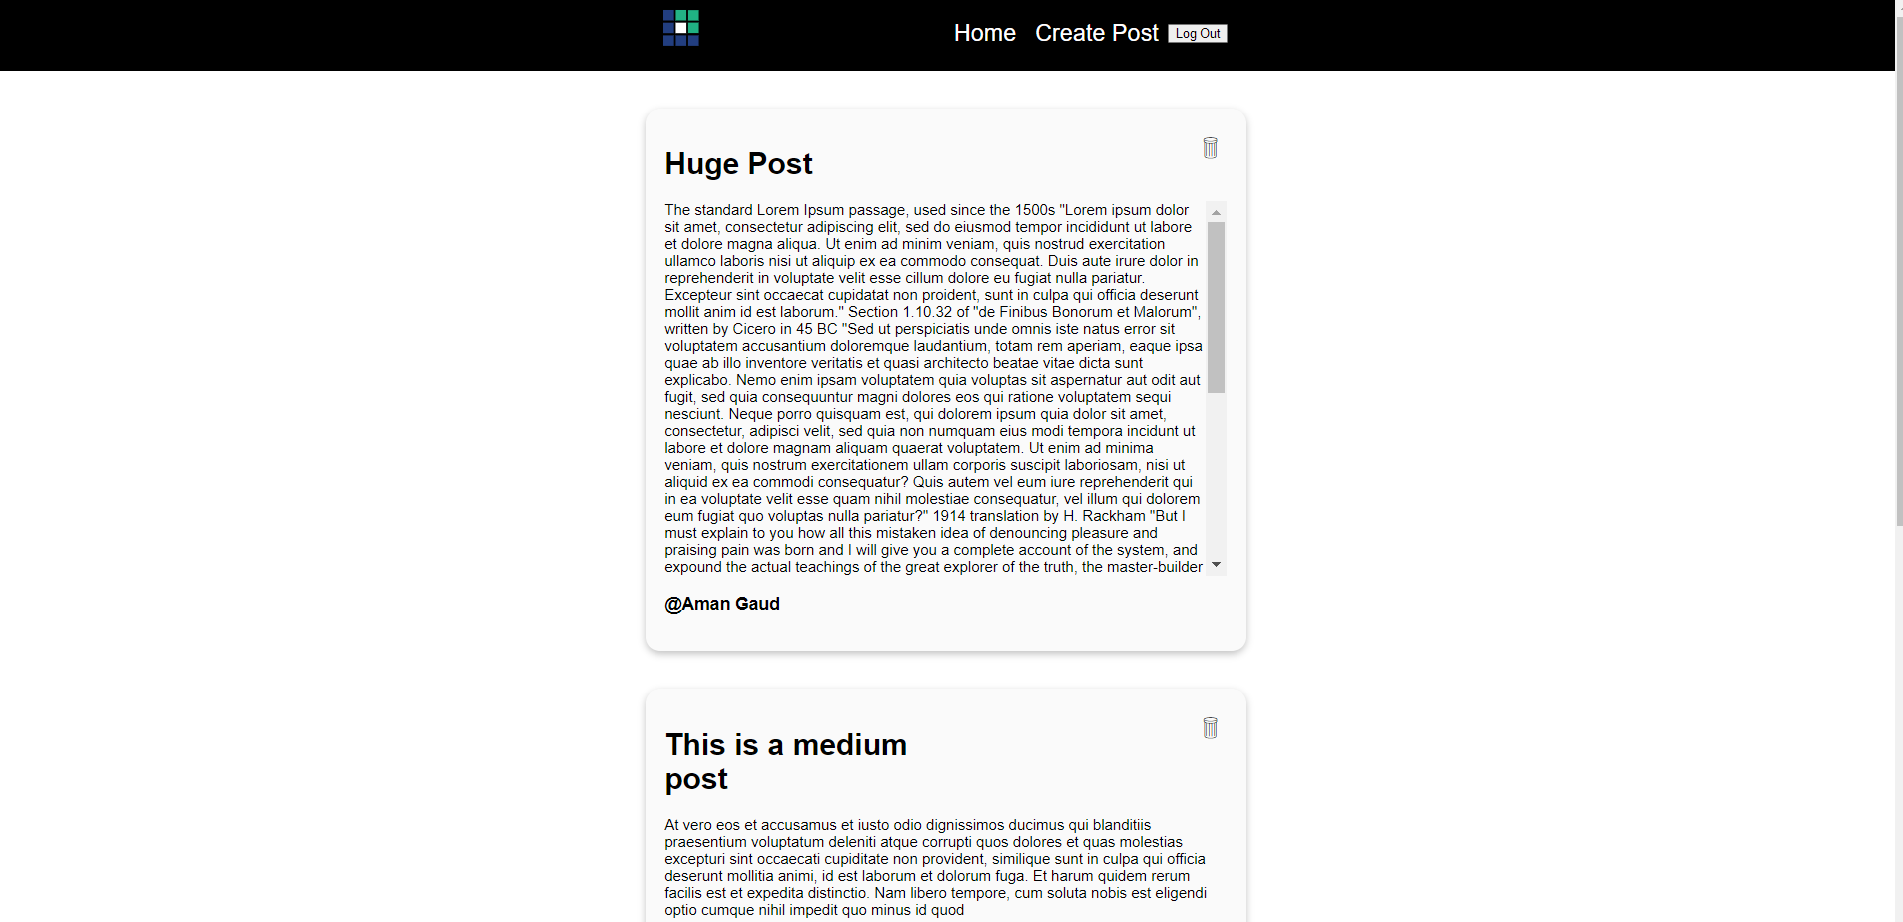 Home Create Post Log Out
Huge Post
The standard Lorem Ipsum passage, used since the 1500s "Lorem ipsum dolor
sit amet, consectetur adipiscing elit, sed do eiusmod tempor incididunt ut labore
et dolore magna aliqua. Ut enim ad minim veniam, quis nostrud exercitation
ullamco laboris nisi ut aliquip ex ea commodo consequat. Duis aute irure dolor in
reprehenderit in voluptate velit esse cillum dolore eu fugiat nulla pariatur.
Excepteur sint occaecat cupidatat non proident, sunt in culpa qui officia deserunt
mollit anim id est laborum." Section 1.10.32 of "de Finibus Bonorum et Malorum",
written by Cicero in 45 BC "Sed ut perspiciatis unde omnis iste natus error sit
voluptatem accusantium doloremque laudantium, totam rem aperiam, eaque ipsa
quae ab illo inventore veritatis et quasi architecto beatae vitae dicta sunt
explicabo. Nemo enim ipsam voluptatem quia voluptas sit aspernatur aut odit aut
fugit, sed quia consequuntur magni dolores eos qui ratione voluptatem sequi
nesciunt. Neque porro quisquam est, qui dolorem ipsum quia dolor sit amet,
consectetur, adipisci velit, sed quia non numquam eius modi tempora incidunt ut
labore et dolore magnam aliquam quaerat voluptatem. Ut enim ad minima
veniam, quis nostrum exercitationem ullam corporis suscipit laboriosam, nisi ut
aliquid ex ea commodi consequatur? Quis autem vel eum iure reprehenderit qui
in ea voluptate velit esse quam nihil molestiae consequatur, vel illum qui dolorem
eum fugiat quo voluptas nulla pariatur?" 1914 translation by H. Rackham "But I
must explain to you how all this mistaken idea of denouncing pleasure and
praising pain was born and I will give you a complete account of the system, and
expound the actual teachings of the great explorer of the truth, the master-builder
@Aman Gaud
This is a medium
post
At vero eos et accusamus et iusto odio dignissimos ducimus qui blanditiis
praesentium voluptatum deleniti atque corrupti quos dolores et quas molestias
excepturi sint occaecati cupiditate non provident, similique sunt in culpa qui officia
deserunt mollitia animi, id est laborum et dolorum fuga. Et harum quidem rerum
facilis est et expedita distinctio. Nam libero tempore, cum soluta nobis est eligendi
optio cumque nihil impedit quo minus id quod